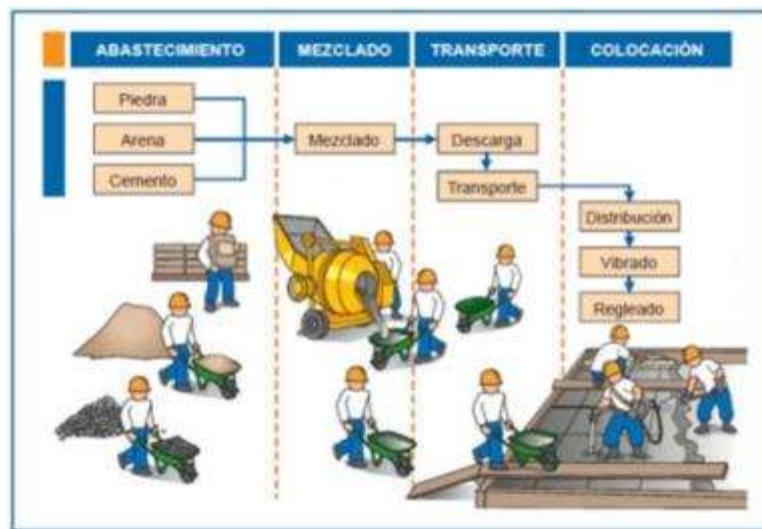 ABASTECIMIENTO
MEZCLADO
TRANSPORTE
COLOCACIÓN
Piedra
Arena
Cemento
Mezclado
Descarga
Transporte
Distribución
Vibrado
Regleado